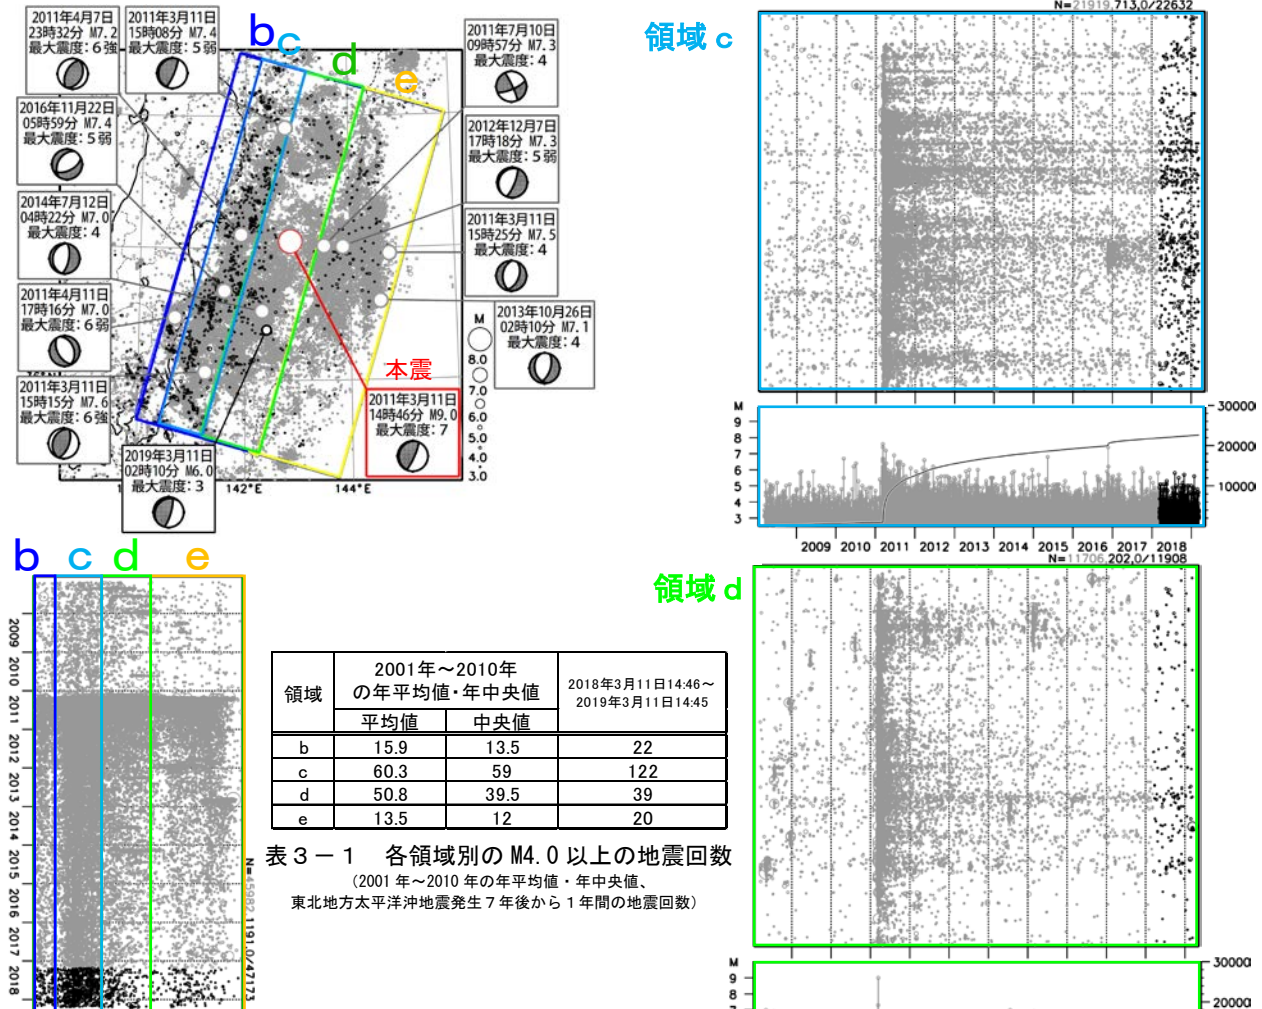 2011年4月7日
23時32分 M7.2
最大震度:6強
2011年3月11日
15時08分 M7.4
最大震度:5弱
b
c
d
e
2011年7月10日
09時57分 M7.3
最大震度:4
2016年11月22日
05時59分 M7.4
最大震度:5弱
2012年12月7日
17時18分 M7.3
最大震度:5弱
2014年7月12日
04時22分 M7.0
最大震度:4
2011年3月11日
15時25分 M7.5
最大震度:4
2011年4月11日
17時16分 M7.0
最大震度:6弱
2013年10月26日
02時10分 M7.1
最大震度:4
2011年3月11日
15時15分 M7.6
最大震度:6強
本震
2011年3月11日
14時46分 M9.0
最大震度:7
2019年3月11日
02時10分 M6.0
最大震度:3
142°E
144°E
M
8.0
7.0
6.0
5.0
4.0
3.0
領域 c
N=21919,713,0/22632
M
9
8
7
6
5
4
3
30000
20000
10000
2009 2010 2011 2012 2013 2014 2015 2016 2017 2018
b c d e
2009
2010
2011
2012
2013
2014
2015
2016
2017
2018
領域
2001年～2010年
の年平均値・年中央値
2018年3月11日14:46～
2019年3月11日14:45
平均値 中央値
b 15.9 13.5 22
c 60.3 59 122
d 50.8 39.5 39
e 13.5 12 20
表３－１ 各領域別の M4.0 以上の地震回数
(2001 年～2010 年の年平均値・年中央値、
東北地方太平洋沖地震発生７年後から１年間の地震回数)
領域 d
N=11706,202,0/11908
M
9
8
30000
20000